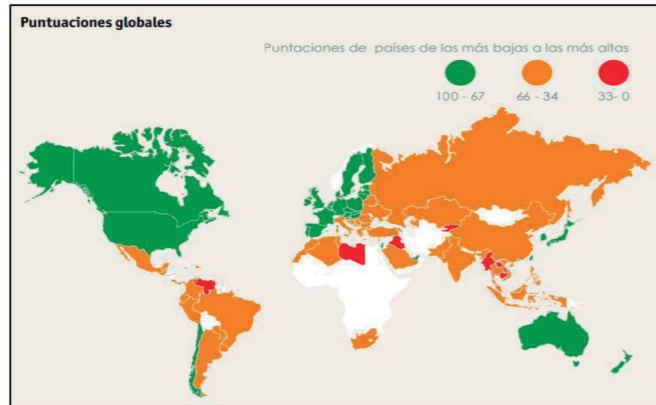 Puntuaciones globales
Puntaciones de países de las más bajas a las más altas
100 - 67
66 - 34
33- 0